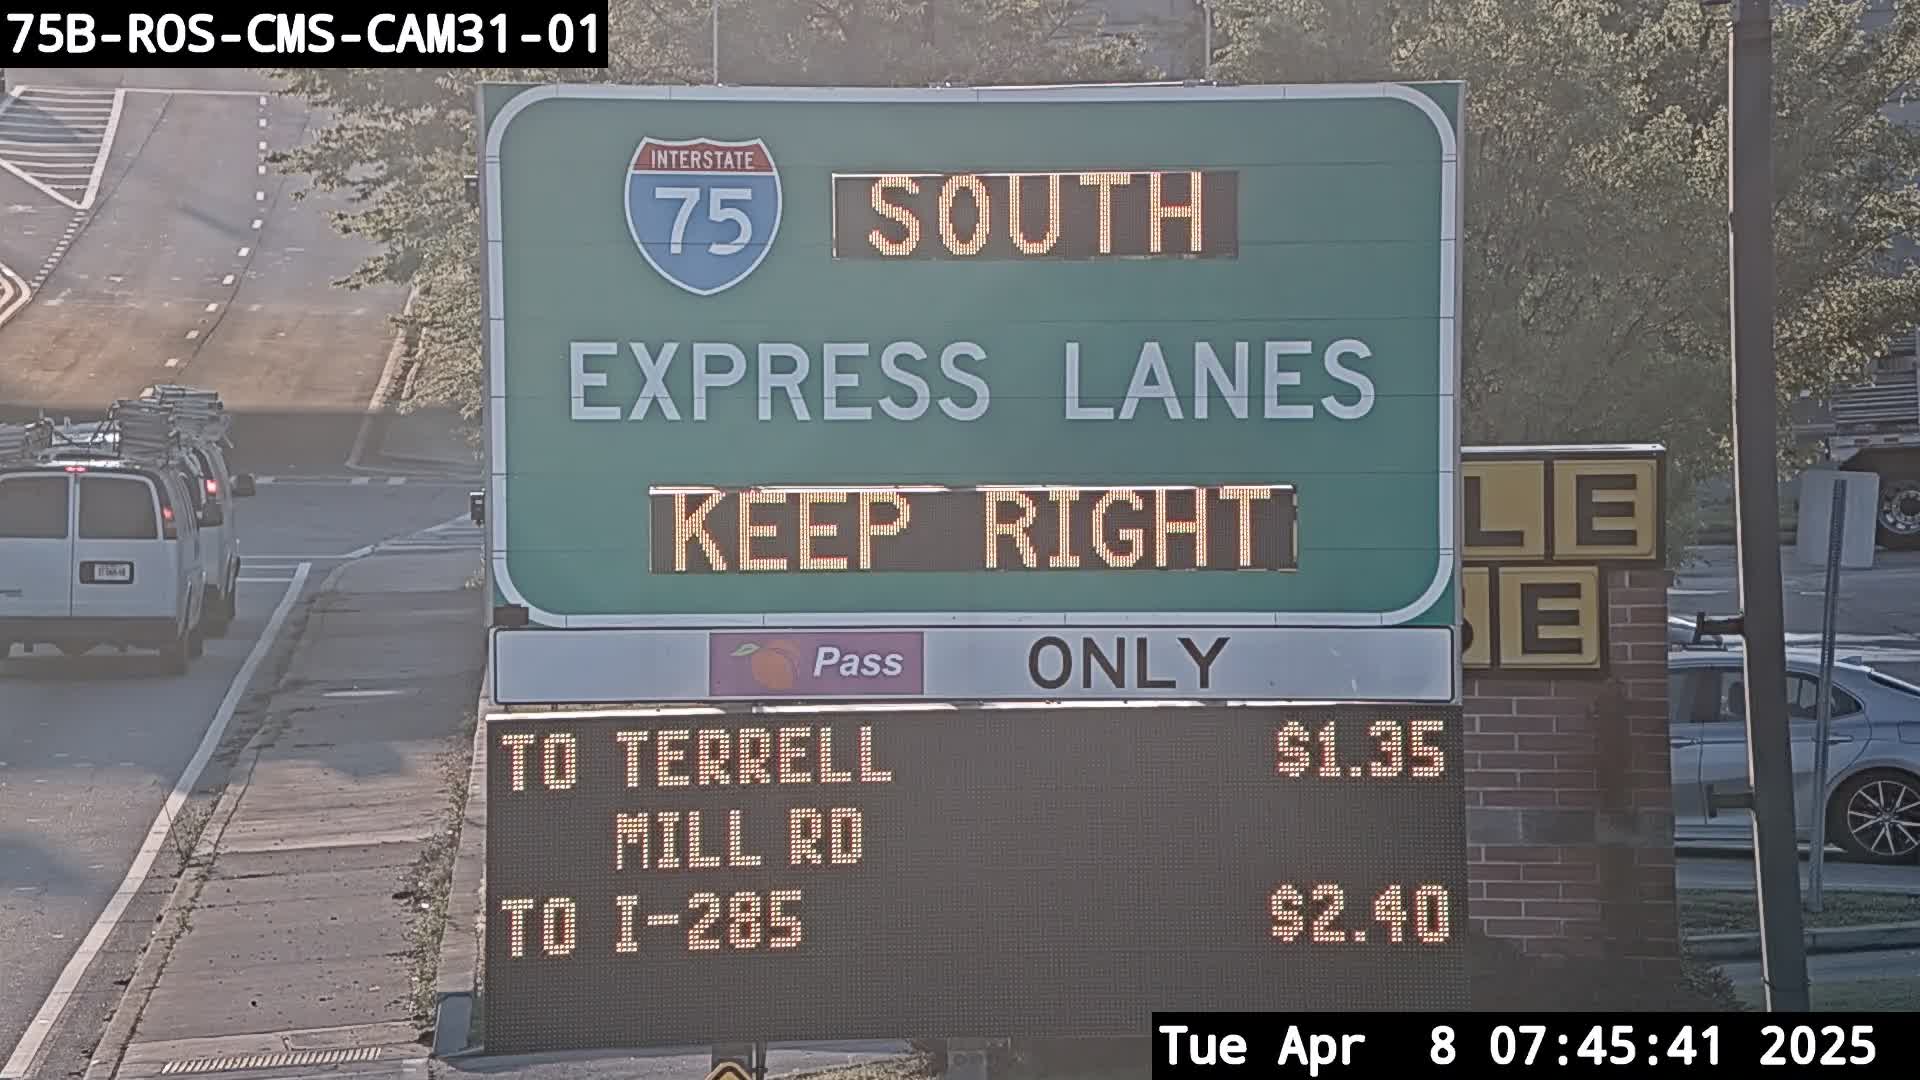 75B-ROS-CMS-CAM31-01
INTERSTATE
75
SOUTH
EXPRESS LANES
KEEP RIGHT
Pass ONLY
TO TERRELL $1.35
MILL RD
TO I-285 $2.40
LE
E
Tue Apr 8 07:45:41 2025